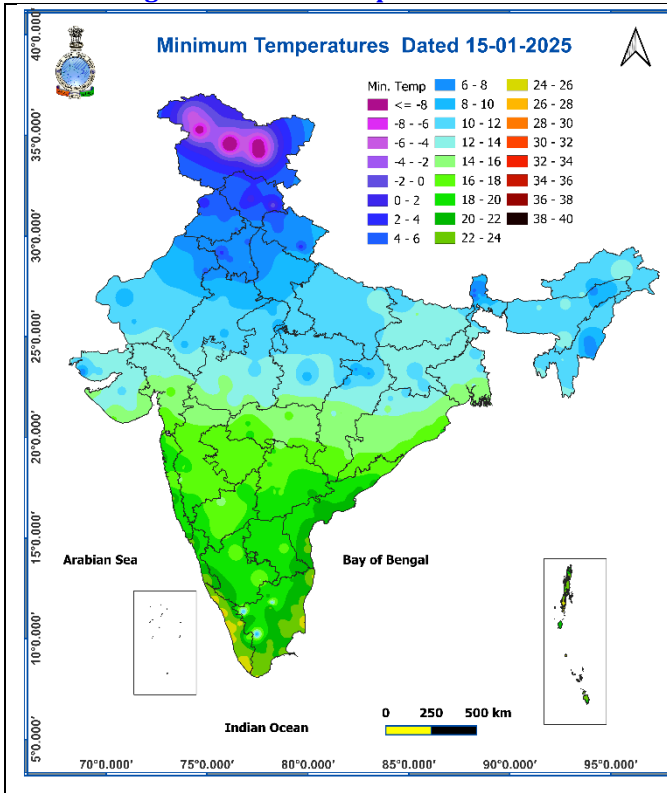 Minimum Temperatures Dated 15-01-2025
Min. Temp
<= -8
-8 - -6
-6 - -4
-4 - -2
-2 - 0
0 - 2
2 - 4
4 - 6
6 - 8
8 - 10
10 - 12
12 - 14
14 - 16
16 - 18
18 - 20
20 - 22
22 - 24
24 - 26
26 - 28
28 - 30
30 - 32
32 - 34
34 - 36
36 - 38
38 - 40
40°0.000'
35°0.000'
30°0.000'
25°0.000'
20°0.000'
15°0.000'
10°0.000'
5°0.000'
Arabian Sea
Bay of Bengal
Indian Ocean
0 250 500 km
70°0.000' 75°0.000' 80°0.000' 85°0.000' 90°0.000' 95°0.000'